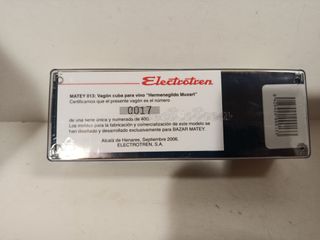 Electrotren
MATEY 013: Vagón cuba para vino "Hermenegildo Mussri"
Certificamos que el presente vagón es el número
0017
de una serie única y numerada de 400.
Los moldes para la fabricación y comercialización de este modelo se
han diseñado y desarrollado exclusivamente para BAZAR MATEY.
Alcalá de Henares, Septiembre 2006.
ELECTROTREN, S.A.